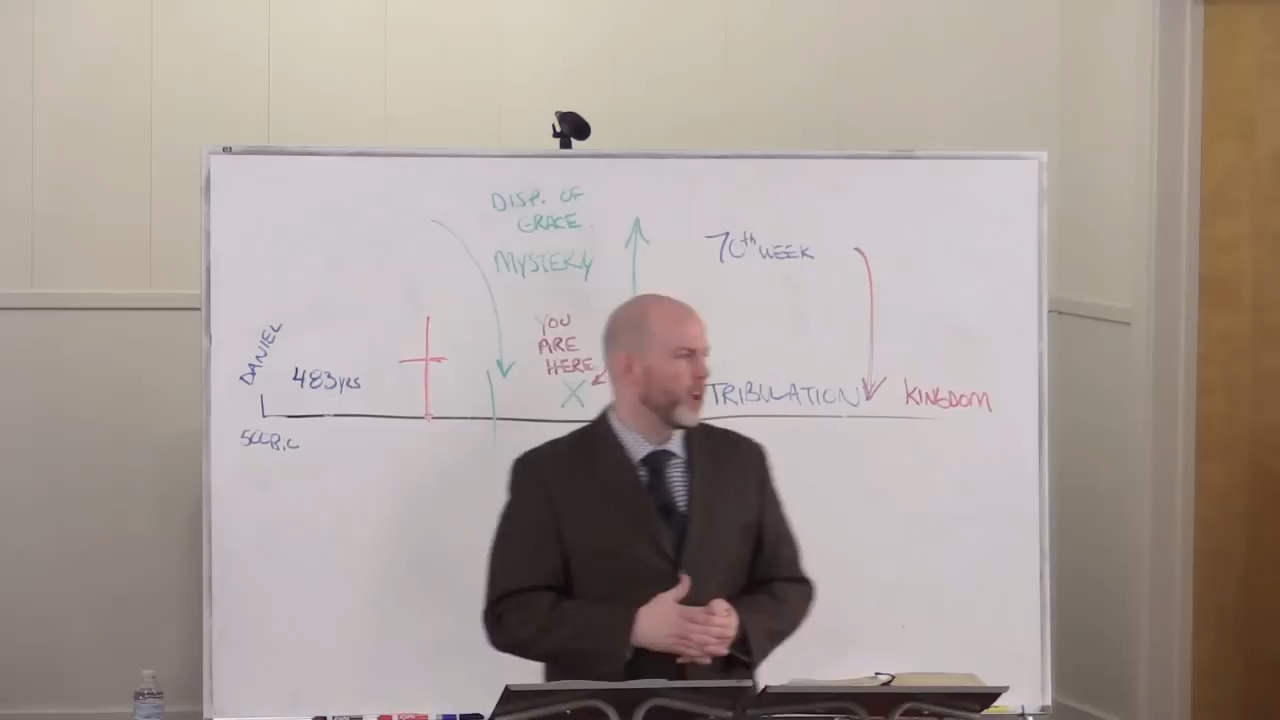 DISP. OF
GRACE
MYSTERY
70th WEEK
YOU
ARE
HERE
X
DANIEL
483yrs
TRIBULATION
KINGDOM
500B.C